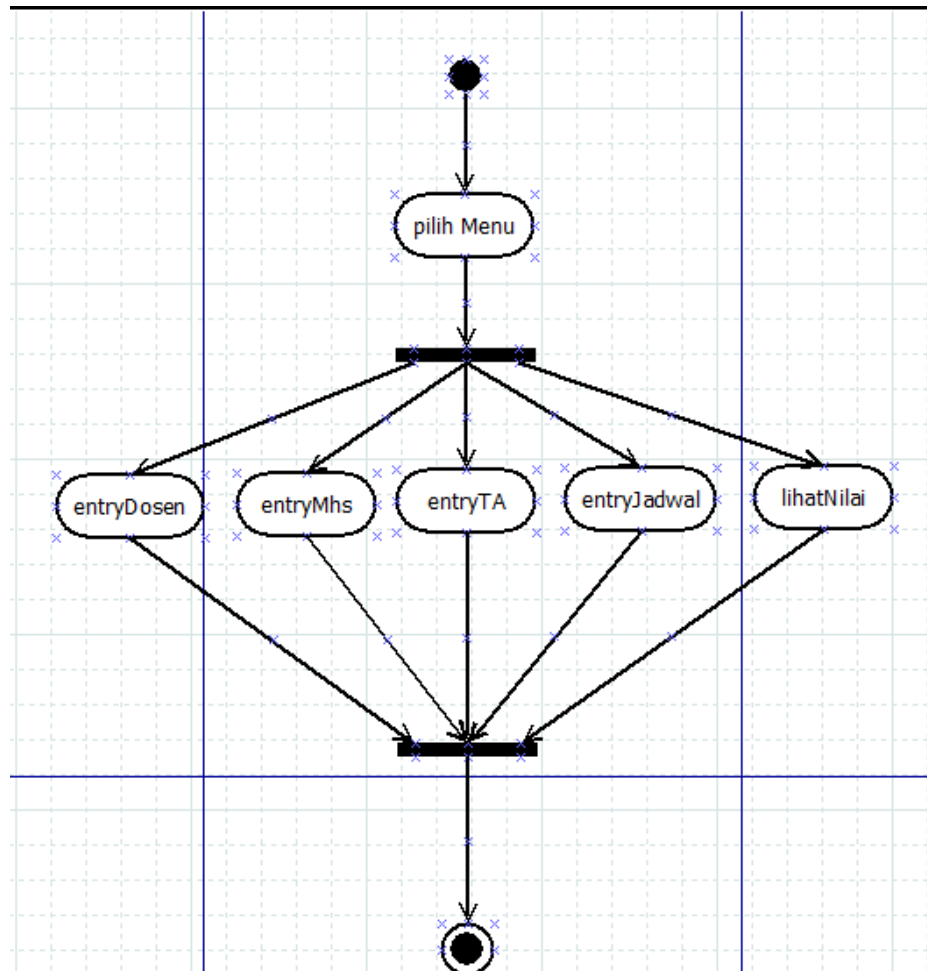 pilih Menu
entryDosen
entryMhs
entryTA
entryJadwal
lihatNilai